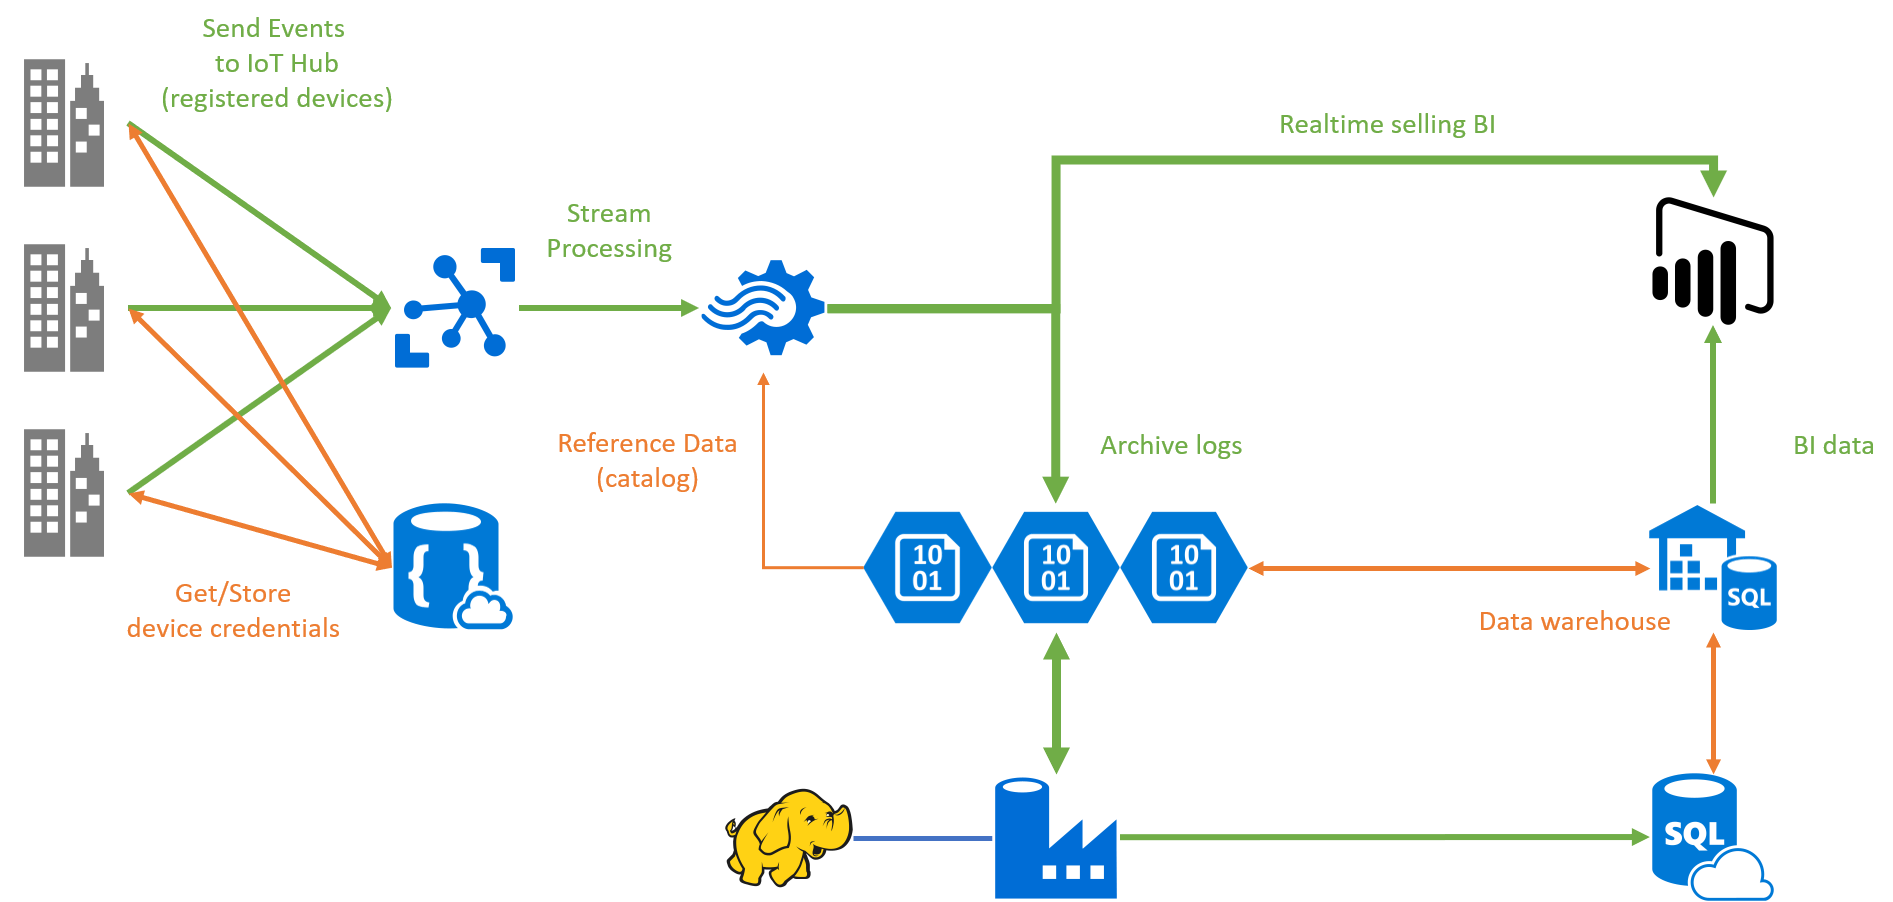 Send Events
to IoT Hub
(registered devices)
Realtime selling BI
Stream
Processing
Reference Data
(catalog)
Archive logs
BI data
10
01
10
01
10
01
SQL
Get/Store
device credentials
Data warehouse
{ }
SQL